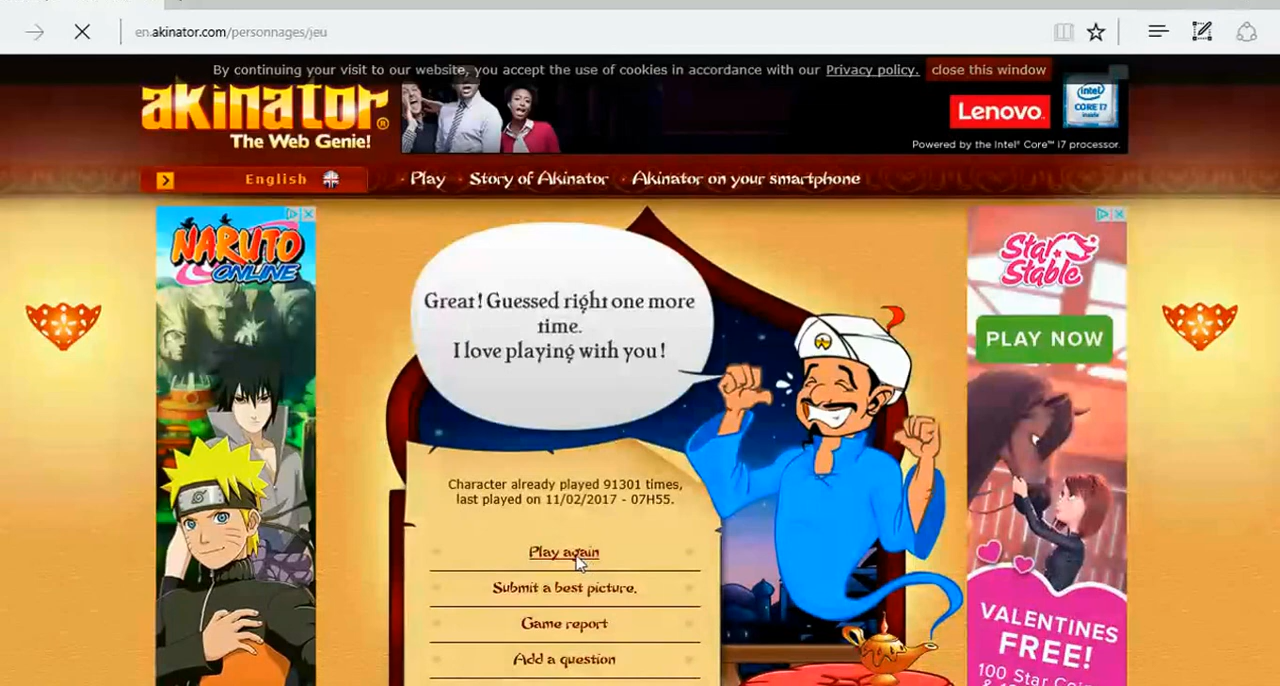 en.akinator.com/personnages/jeu
By continuing your visit to our website, you accept the use of cookies in accordance with our Privacy policy. close this window
akinator®
The Web Genie!
Lenovo.
intel
CORE i7
inside
Powered by the Intel® Core™ i7 processor.
English
· Play · Story of Akinator · Akinator on your smartphone
NARUTO
ONLINE
Great! Guessed right one more
time.
I love playing with you!
Star
Stable
PLAY NOW
Character already played 91301 times,
last played on 11/02/2017 - 07H55.
Play again
Submit a best picture.
Game report
Add a question
VALENTINES
FREE!
100 Star